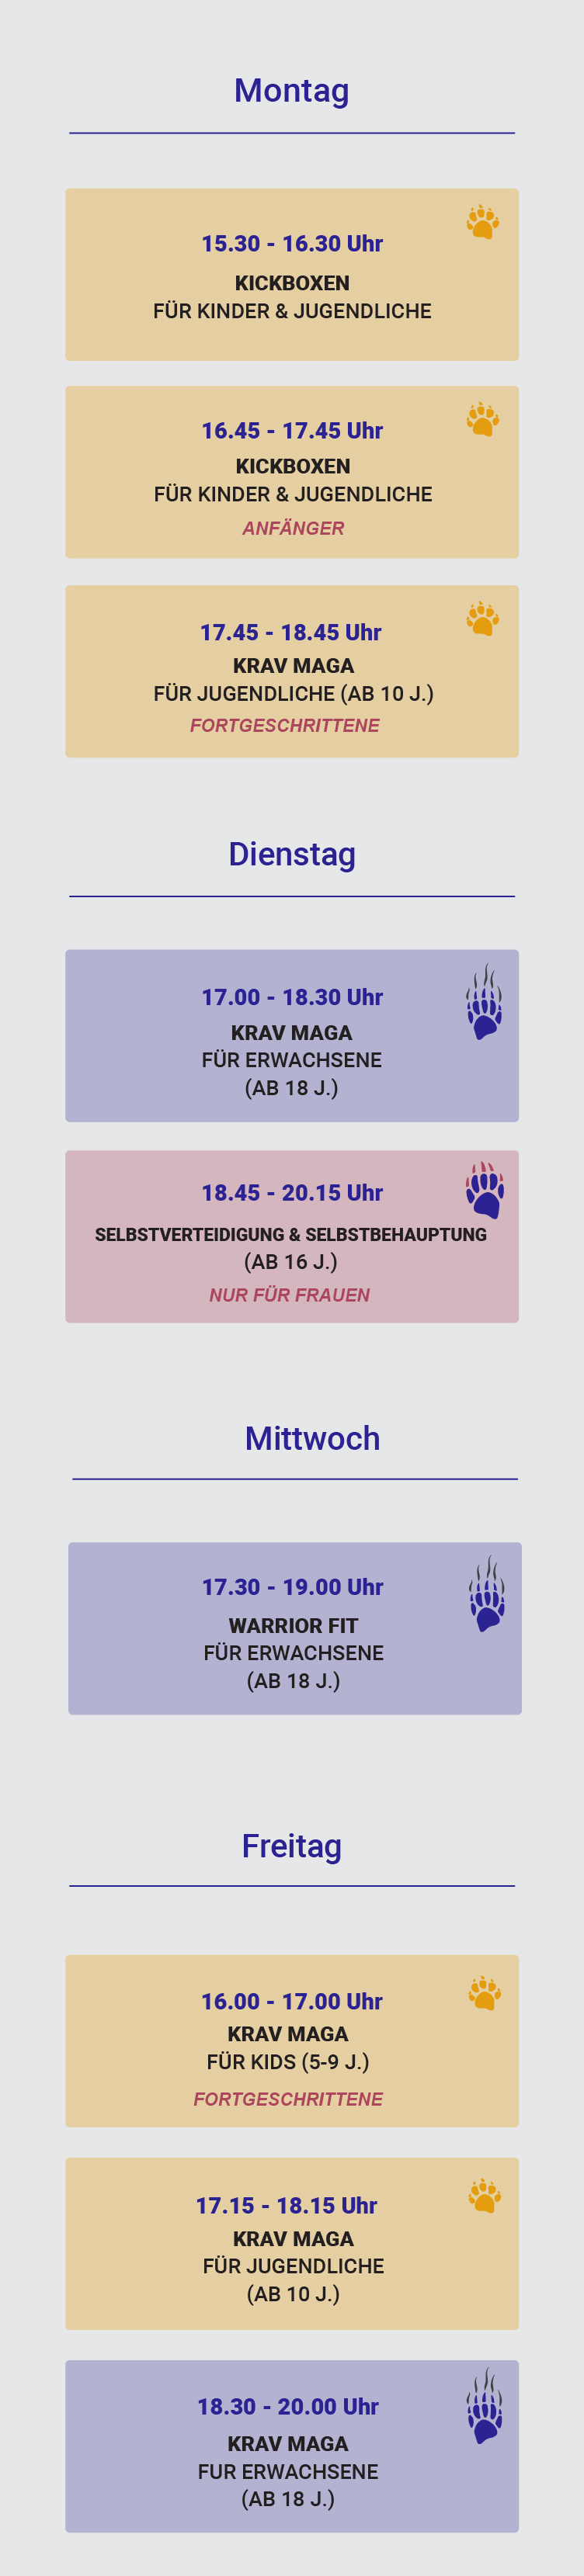 Montag
15.30 - 16.30 Uhr
KICKBOXEN
FÜR KINDER & JUGENDLICHE
16.45 - 17.45 Uhr
KICKBOXEN
FÜR KINDER & JUGENDLICHE
ANFÄNGER
17.45 - 18.45 Uhr
KRAV MAGA
FÜR JUGENDLICHE (AB 10 J.)
FORTGESCHRITTENE
Dienstag
17.00 - 18.30 Uhr
KRAV MAGA
FÜR ERWACHSENE
(AB 18 J.)
18.45 - 20.15 Uhr
SELBSTVERTEIDIGUNG & SELBSTBEHAUPTUNG
(AB 16 J.)
NUR FÜR FRAUEN
Mittwoch
17.30 - 19.00 Uhr
WARRIOR FIT
FÜR ERWACHSENE
(AB 18 J.)
Freitag
16.00 - 17.00 Uhr
KRAV MAGA
FÜR KIDS (5-9 J.)
FORTGESCHRITTENE
17.15 - 18.15 Uhr
KRAV MAGA
FÜR JUGENDLICHE
(AB 10 J.)
18.30 - 20.00 Uhr
KRAV MAGA
FUR ERWACHSENE
(AB 18 J.)